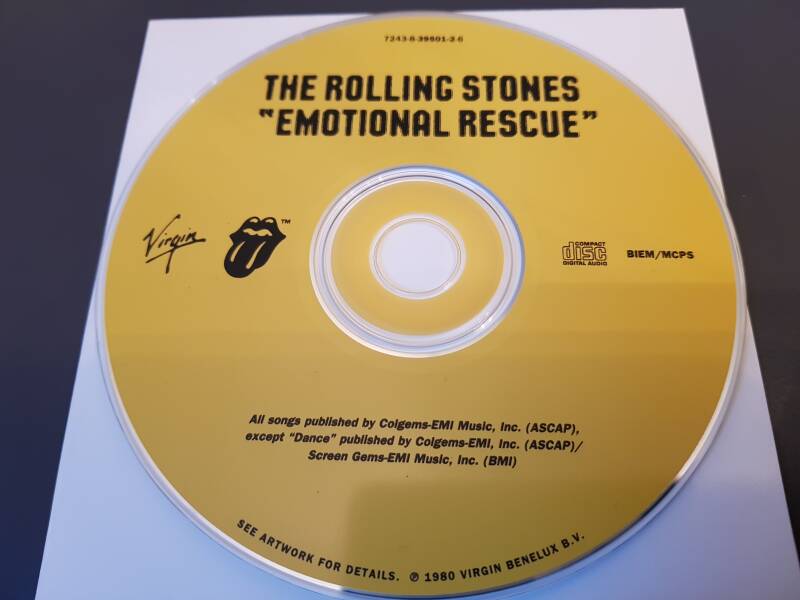 7243-8-39501-2-6
THE ROLLING STONES
"EMOTIONAL RESCUE"
Virgin
TM
COMPACT
disc
DIGITAL AUDIO
BIEM/MCPS
All songs published by Colgems-EMI Music, Inc. (ASCAP),
except "Dance" published by Colgems-EMI, Inc. (ASCAP)/
Screen Gems-EMI Music, Inc. (BMI)
SEE ARTWORK FOR DETAILS. ℗ 1980 VIRGIN BENELUX B.V.